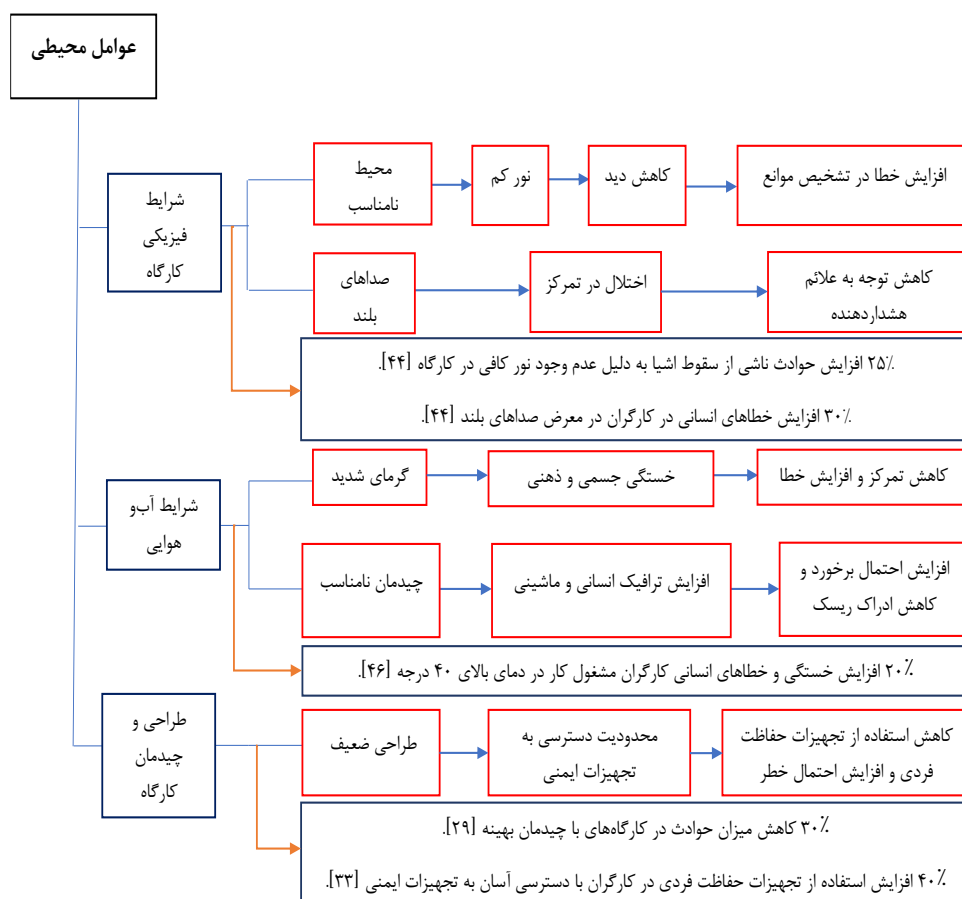 عوامل محیطی
شرایط
فیزیکی
کارگاه
محیط
نامناسب
نور کم
کاهش دید
افزایش خطا در تشخیص موانع
صداهای
بلند
اختلال در تمرکز
کاهش توجه به علائم
هشداردهنده
۲۵٪ افزایش حوادث ناشی از سقوط اشیا به دلیل عدم وجود نور کافی در کارگاه [۴۴].
۳۰٪ افزایش خطاهای انسانی در کارگران در معرض صداهای بلند [۴۴].
شرایط آب‌و
هوایی
گرمای شدید
خستگی جسمی و ذهنی
کاهش تمرکز و افزایش خطا
چیدمان نامناسب
افزایش ترافیک انسانی و ماشینی
افزایش احتمال برخورد و
کاهش ادراک ریسک
۲۰٪ افزایش خستگی و خطاهای انسانی کارگران مشغول کار در دمای بالای ۴۰ درجه [۴۶].
طراحی و
چیدمان
کارگاه
طراحی ضعیف
محدودیت دسترسی به
تجهیزات ایمنی
کاهش استفاده از تجهیزات حفاظت
فردی و افزایش احتمال خطر
۳۰٪ کاهش میزان حوادث در کارگاه‌های با چیدمان بهینه [۲۹].
۴۰٪ افزایش استفاده از تجهیزات حفاظت فردی در کارگران با دسترسی آسان به تجهیزات ایمنی [۳۳].